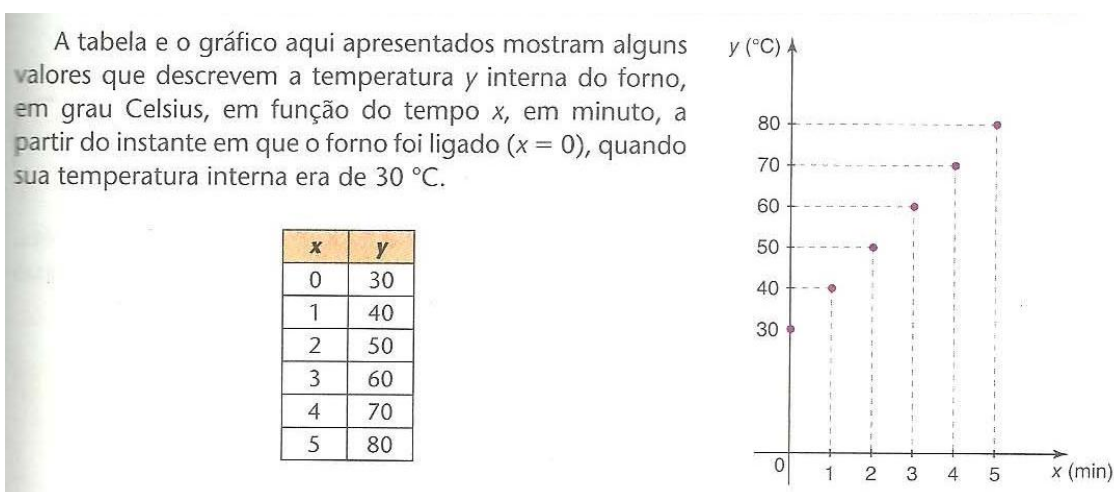 A tabela e o gráfico aqui apresentados mostram alguns
valores que descrevem a temperatura y interna do forno,
em grau Celsius, em função do tempo x, em minuto, a
partir do instante em que o forno foi ligado (x = 0), quando
sua temperatura interna era de 30 °C.
x y
0 30
1 40
2 50
3 60
4 70
5 80
y (°C)
80
70
60
50
40
30
0 1 2 3 4 5 x (min)